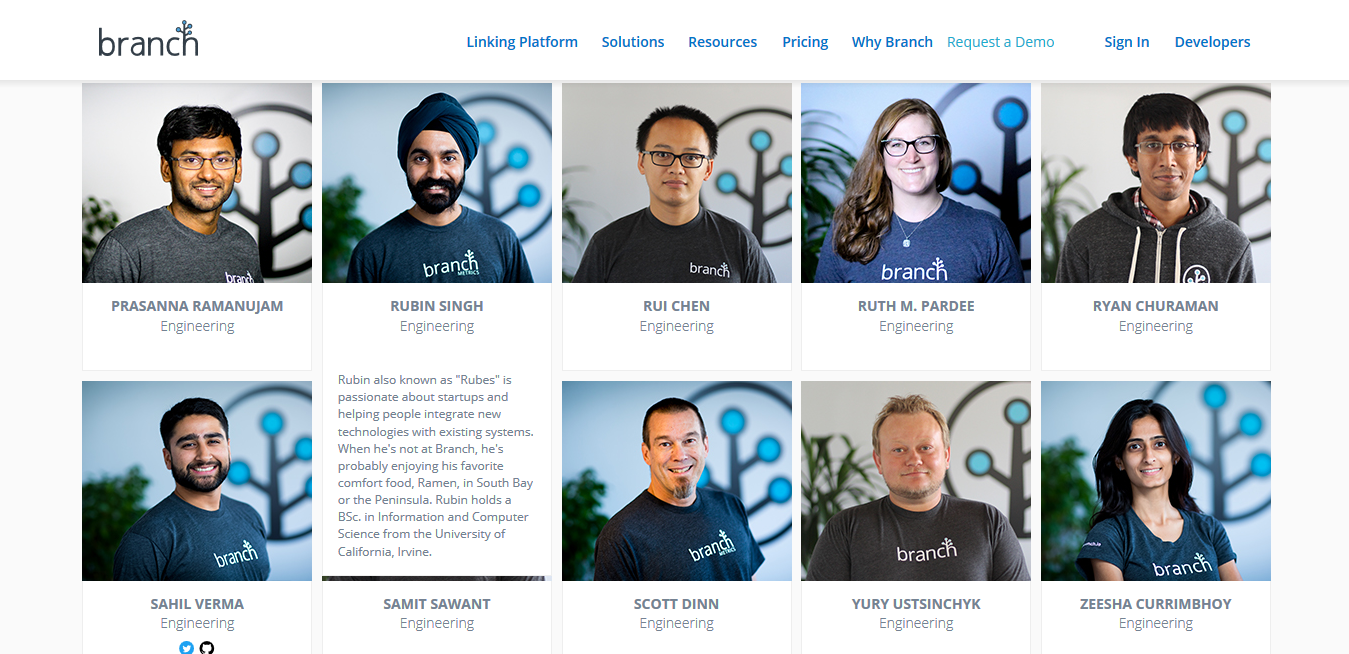 branch
Linking Platform Solutions Resources Pricing Why Branch Request a Demo Sign In Developers
branch
branch METRICS
branch
branch
PRASANNA RAMANUJAM
Engineering
RUBIN SINGH
Engineering
RUI CHEN
Engineering
RUTH M. PARDEE
Engineering
RYAN CHURAMAN
Engineering
Rubin also known as "Rubes" is
passionate about startups and
helping people integrate new
technologies with existing systems.
When he's not at Branch, he's
probably enjoying his favorite
comfort food, Ramen, in South Bay
or the Peninsula. Rubin holds a
BSc. in Information and Computer
Science from the University of
California, Irvine.
branch
branch METRICS
branch
branch
SAHIL VERMA
Engineering
SAMIT SAWANT
Engineering
SCOTT DINN
Engineering
YURY USTSINCHYK
Engineering
ZEESHA CURRIMBHOY
Engineering